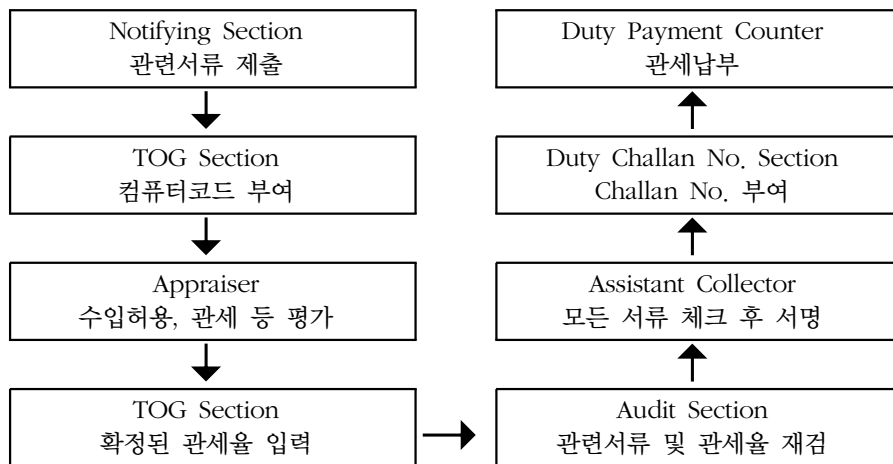 Notifying Section
관련서류 제출
TOG Section
컴퓨터코드 부여
Appraiser
수입허용, 관세 등 평가
TOG Section
확정된 관세율 입력
Audit Section
관련서류 및 관세율 재검
Assistant Collector
모든 서류 체크 후 서명
Duty Challan No. Section
Challan No. 부여
Duty Payment Counter
관세납부